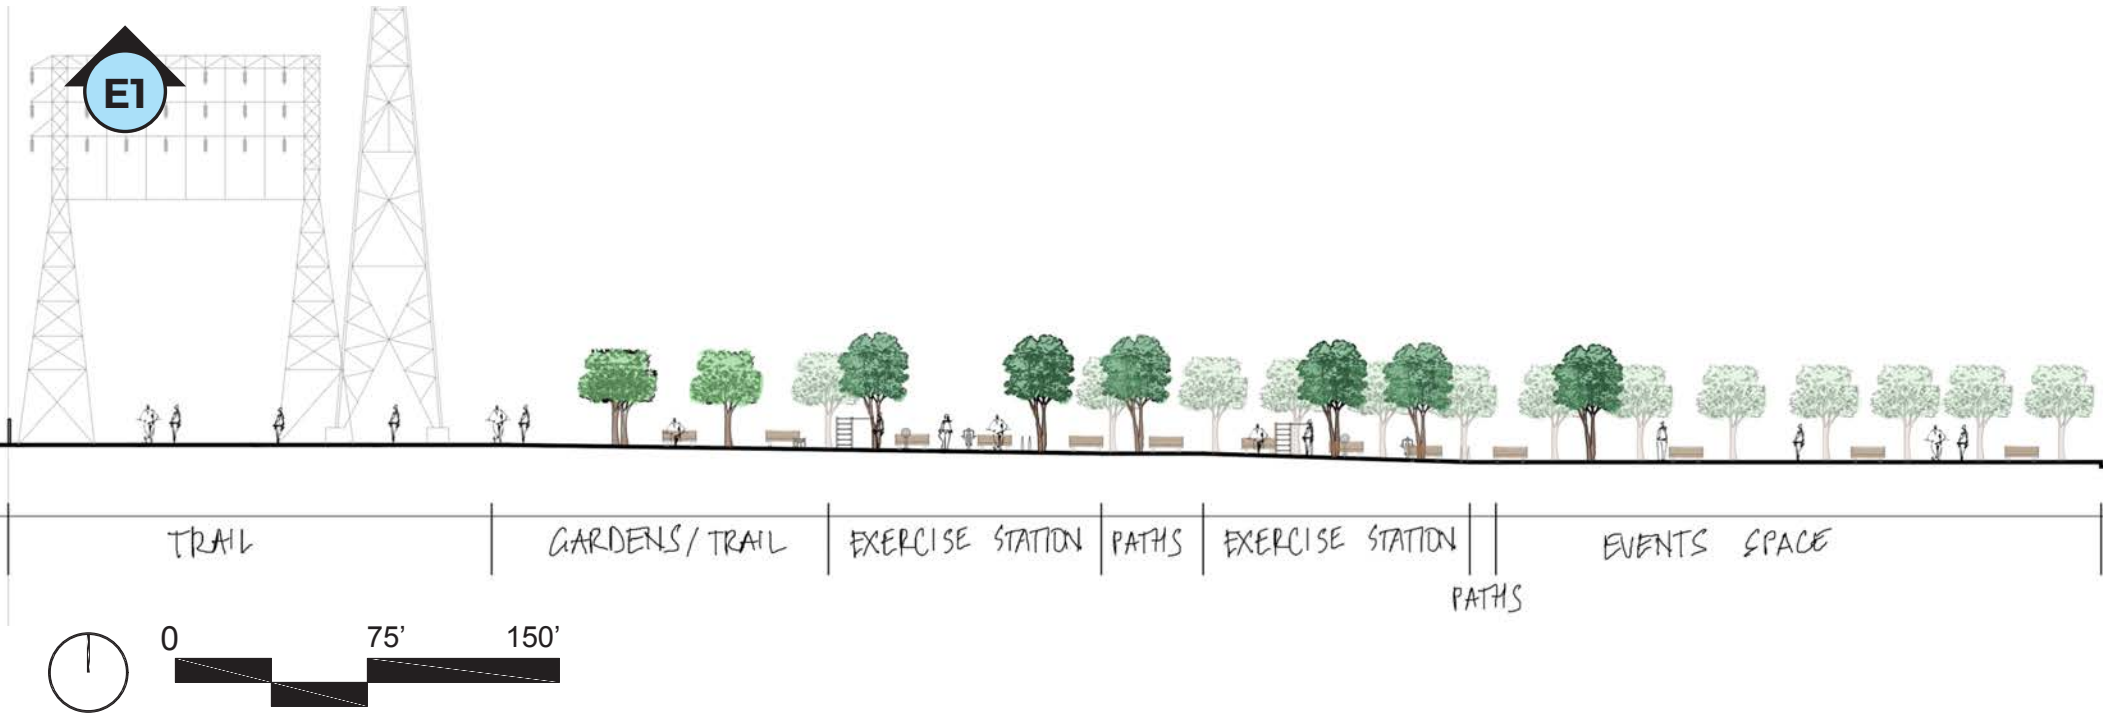 E1
TRAIL
GARDENS/TRAIL
EXERCISE STATION
PATHS
EXERCISE STATION
PATHS
EVENTS SPACE
0 75' 150'